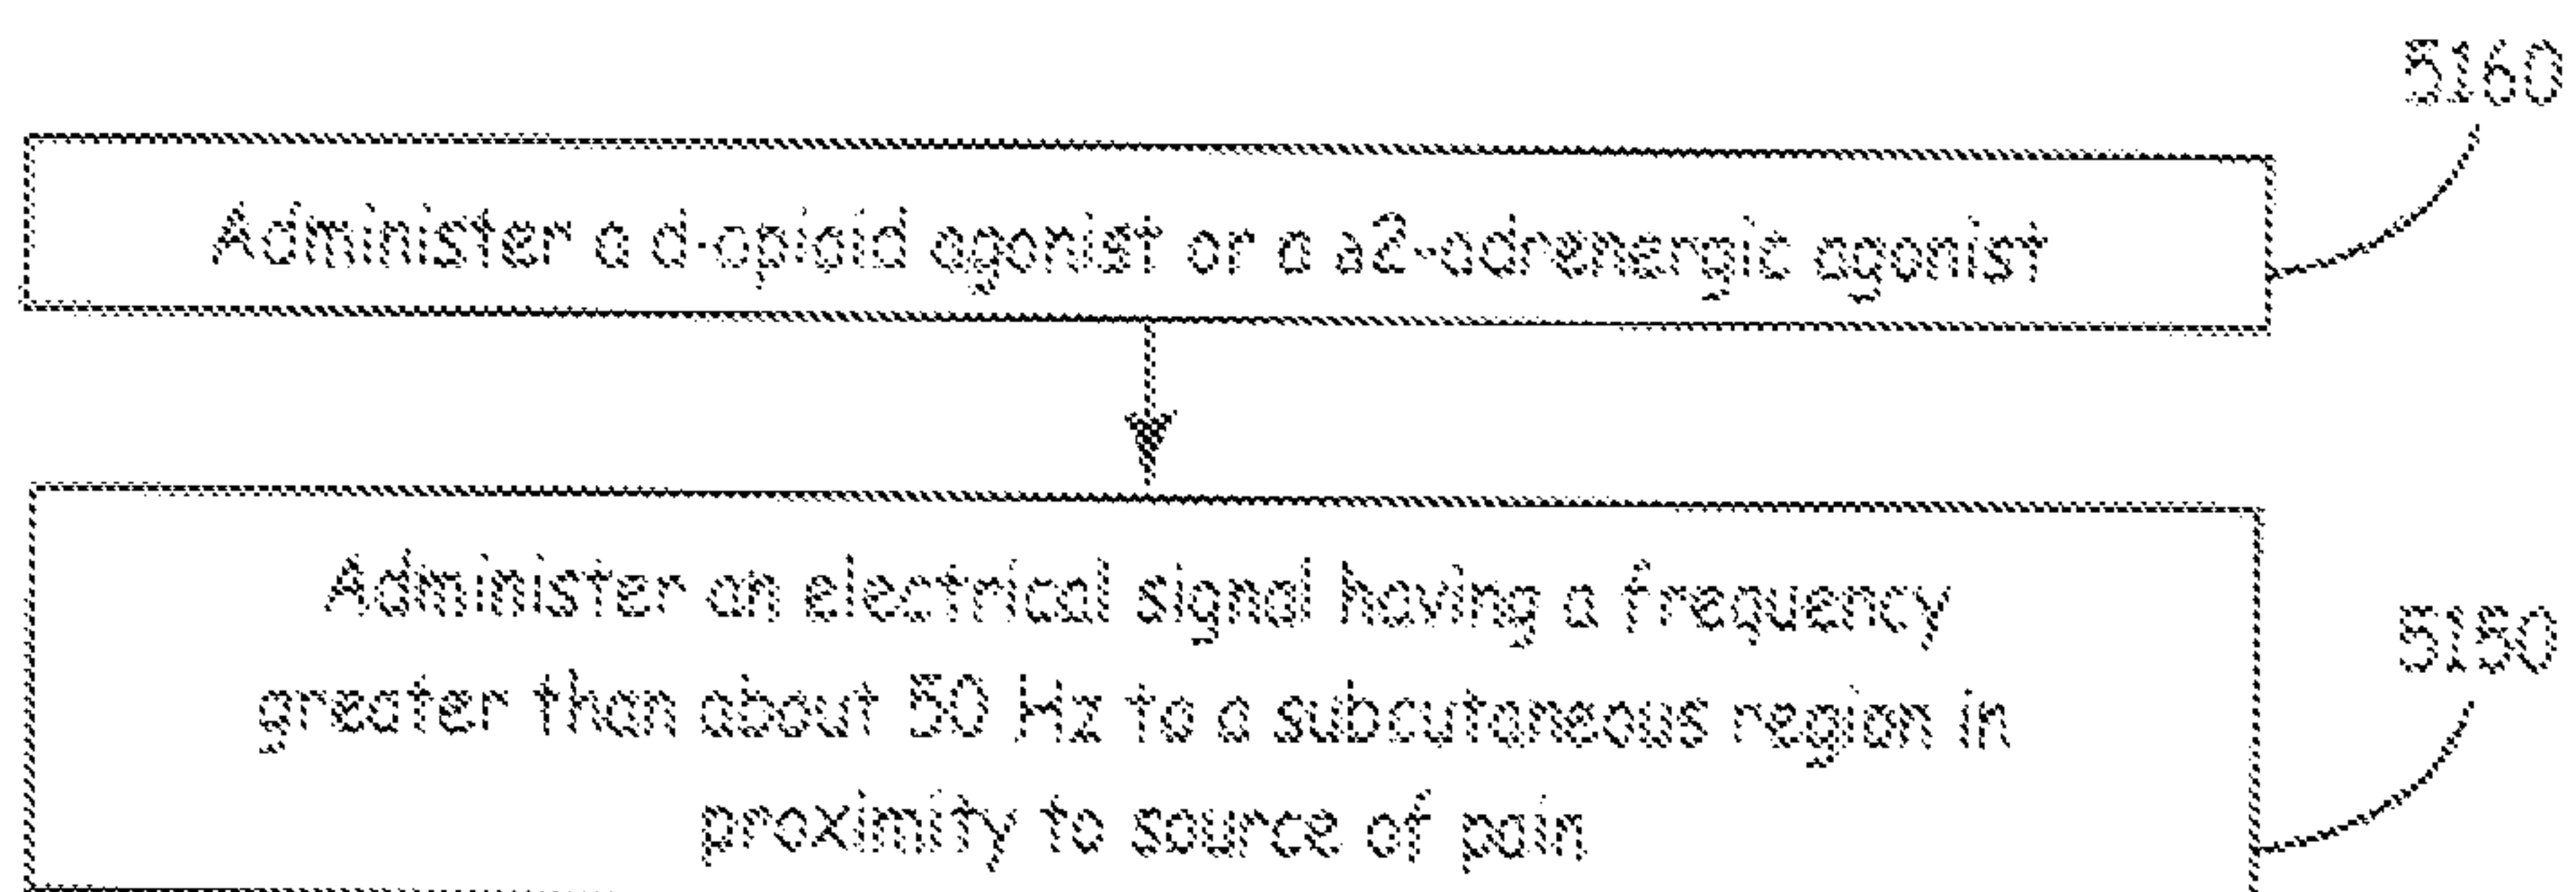 5160
Administer a d-opioid agonist or a a2-adrenergic agonist
Administer an electrical signal having a frequency
greater than about 50 Hz to a subcutaneous region in
proximity to source of pain
5150